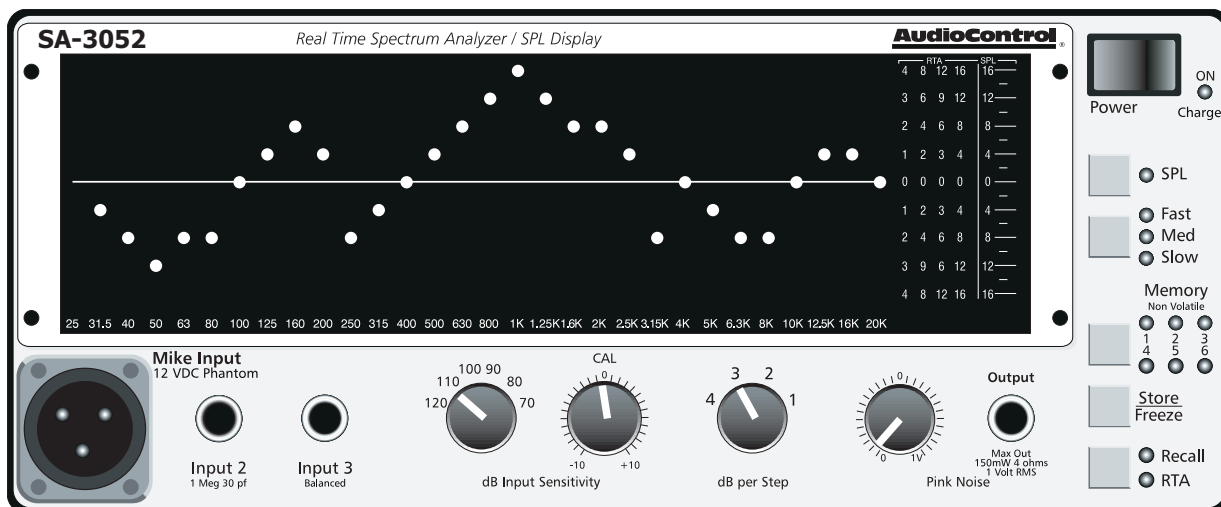 SA-3052
Real Time Spectrum Analyzer / SPL Display
AudioControl®
RTA SPL
4 8 12 16 16
3 6 9 12 12
2 4 6 8 8
1 2 3 4 4
0 0 0 0 0
1 2 3 4 4
2 4 6 8 8
3 9 6 12 12
4 8 12 16 16
25 31.5 40 50 63 80 100 125 160 200 250 315 400 500 630 800 1K 1.25K 1.6K 2K 2.5K 3.15K 4K 5K 6.3K 8K 10K 12.5K 16K 20K
Power
ON
Charge
SPL
Fast
Med
Slow
Memory
Non Volatile
1 2 3
4 5 6
Store
Freeze
Recall
RTA
Mike Input
12 VDC Phantom
Input 2
1 Meg 30 pf
Input 3
Balanced
120 110 100 90 80 70
CAL
0
-10 +10
dB Input Sensitivity
4 3 2 1
dB per Step
0
0 1V
Pink Noise
Output
Max Out
150mW 4 ohms
1 Volt RMS